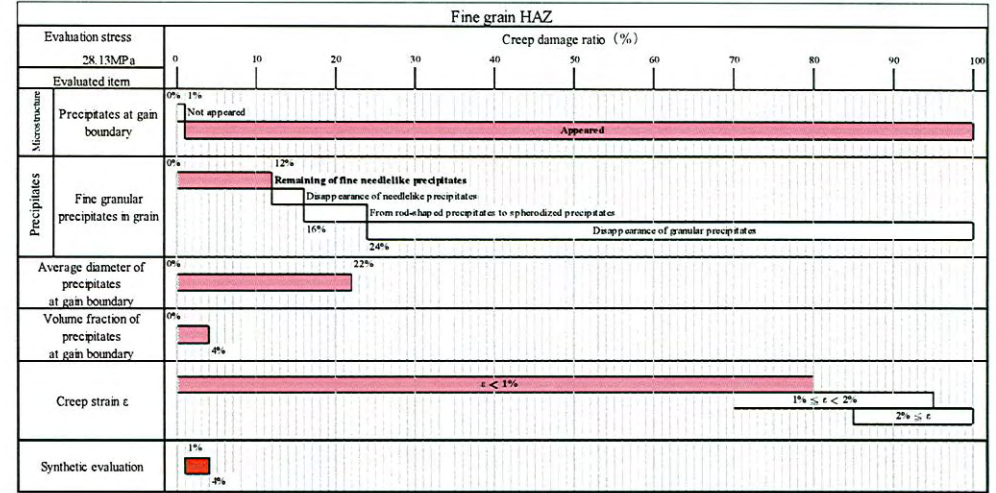 Fine grain HAZ
Evaluation stress
28.13MPa
Evaluated item
Creep damage ratio (%)
0 10 20 30 40 50 60 70 80 90 100
Microstructure
Precipitates at gain
boundary
0% 1%
Not appeared
Appeared
Precipitates
Fine granular
precipitates in grain
0% 12%
Remaining of fine needlelike precipitates
Disappearance of needlelike precipitates
From rod-shaped precipitates to spherodized precipitates
16%
Disappearance of granular precipitates
24%
Average diameter of
precipitates
at gain boundary
0% 22%
Volume fraction of
precipitates
at gain boundary
0%
4%
Creep strain ε
ε < 1%
1% ≤ ε < 2%
2% ≤ ε
Synthetic evaluation
1%
4%